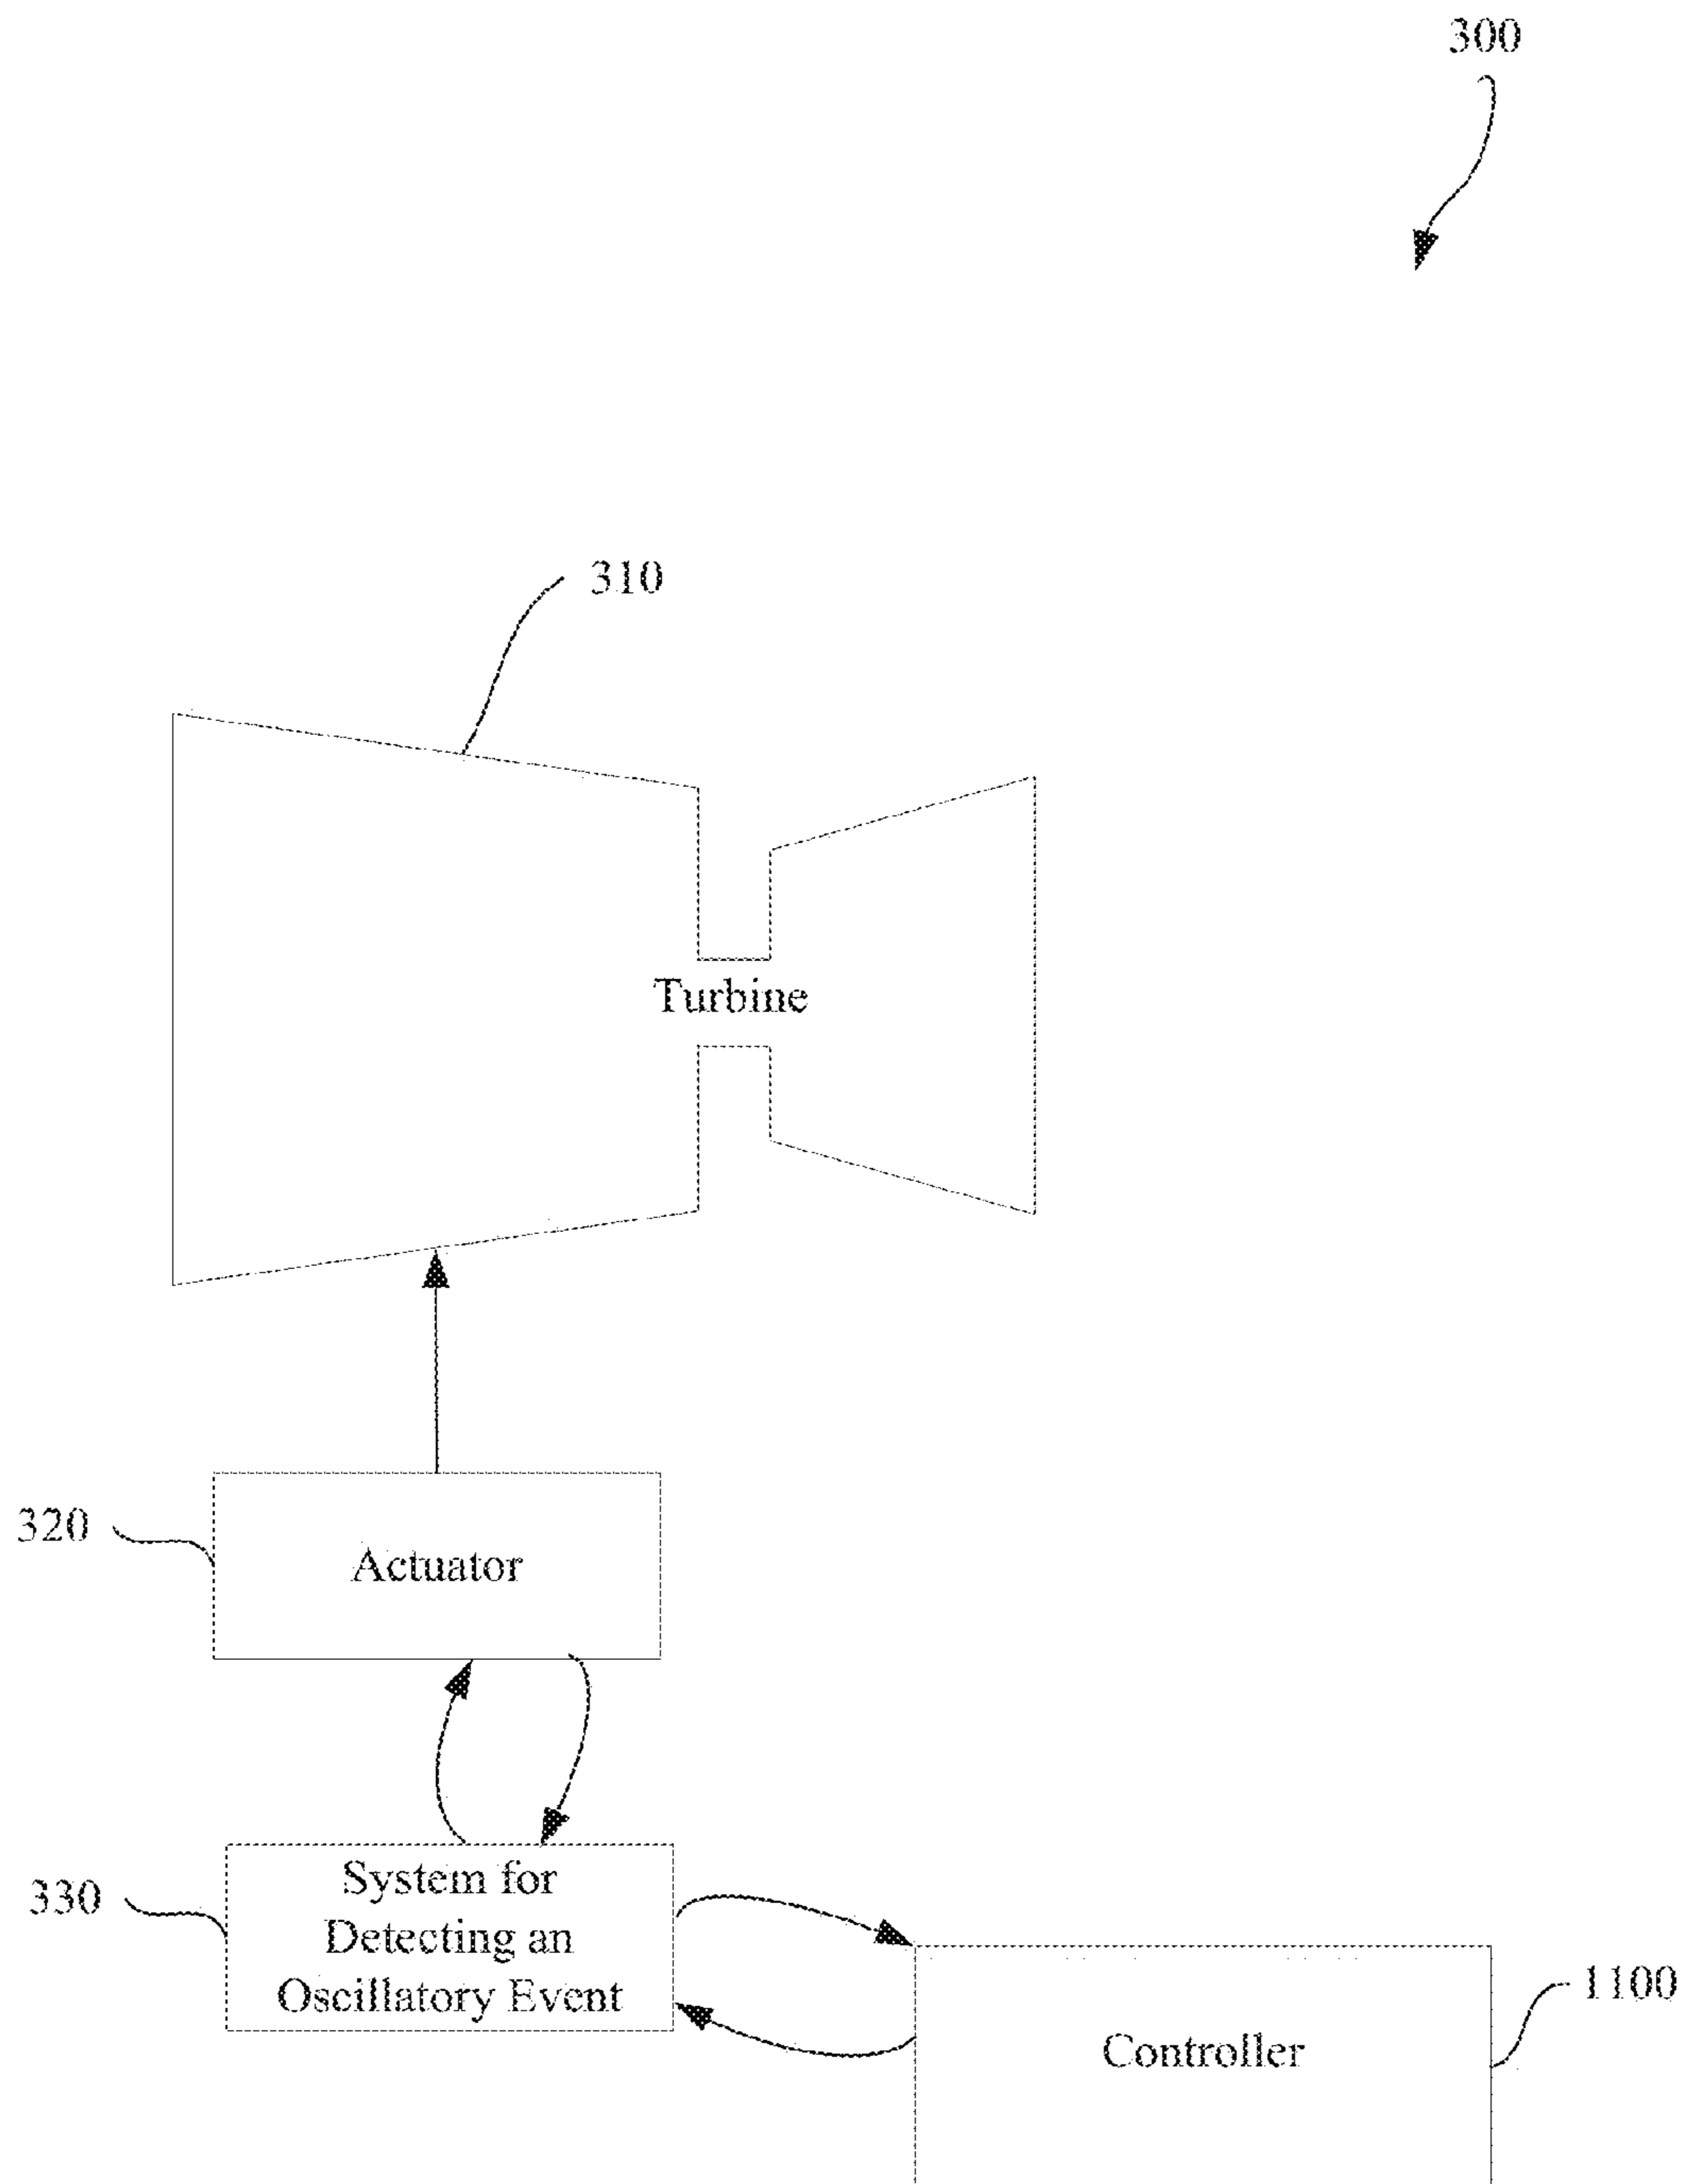 300
310
Turbine
320
Actuator
330
System for
Detecting an
Oscillatory Event
1100
Controller